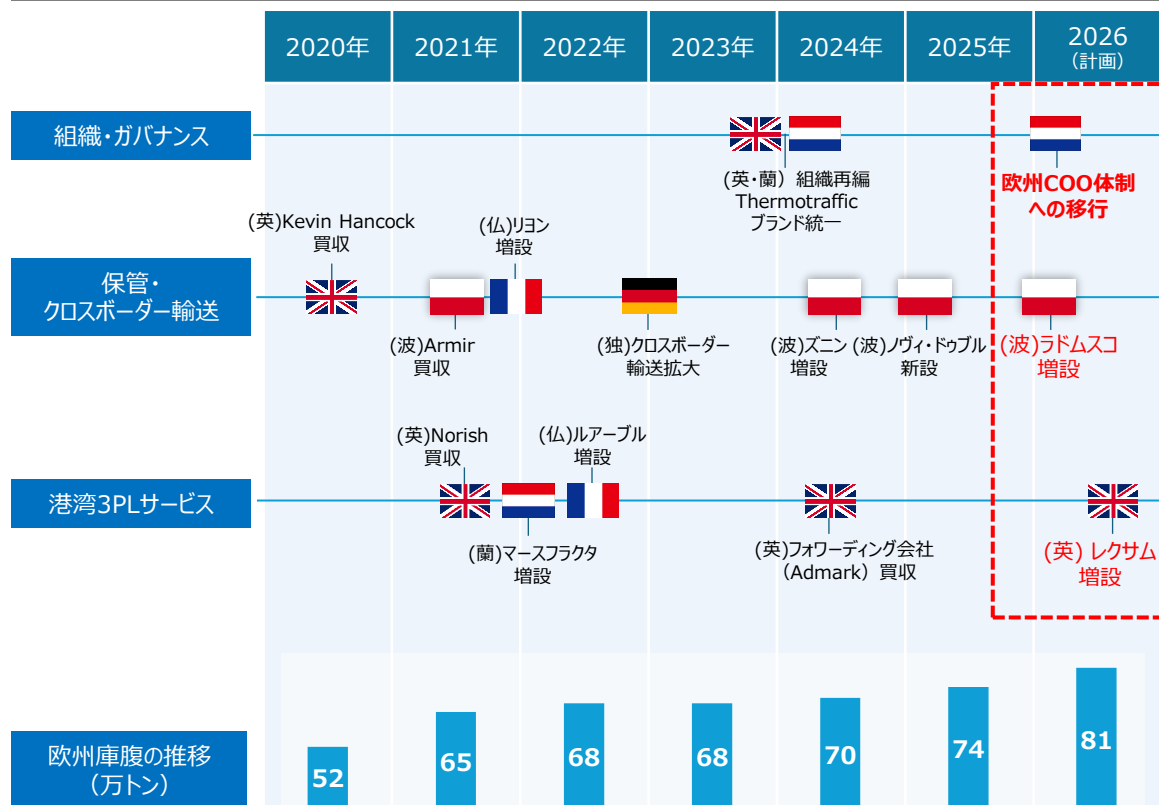 2020年
2021年
2022年
2023年
2024年
2025年
2026
（計画）
組織・ガバナンス
(英・蘭）組織再編
Thermotraffic
ブランド統一
欧州COO体制
への移行
(英)Kevin Hancock
買収
(仏)リヨン
増設
保管・
クロスボーダー輸送
(波)Armir
買収
(独)クロスボーダー
輸送拡大
(波)ズニン
増設
(波)ノヴィ・ドゥブル
新設
(波)ラドムスコ
増設
(英)Norish
買収
(仏)ルアーブル
増設
港湾3PLサービス
(蘭)マースフラクタ
増設
(英)フォワーディング会社
（Admark）買収
(英) レクサム
増設
欧州庫腹の推移
（万トン）
52
65
68
68
70
74
81